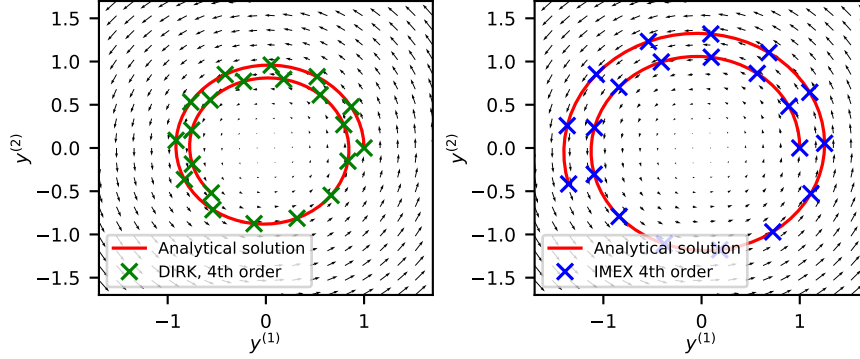 1.5
1.0
0.5
0.0
−0.5
−1.0
−1.5
y(2)
−1
0
1
y(1)
Analytical solution
DIRK, 4th order
1.5
1.0
0.5
0.0
−0.5
−1.0
−1.5
y(2)
−1
0
1
y(1)
Analytical solution
IMEX 4th order